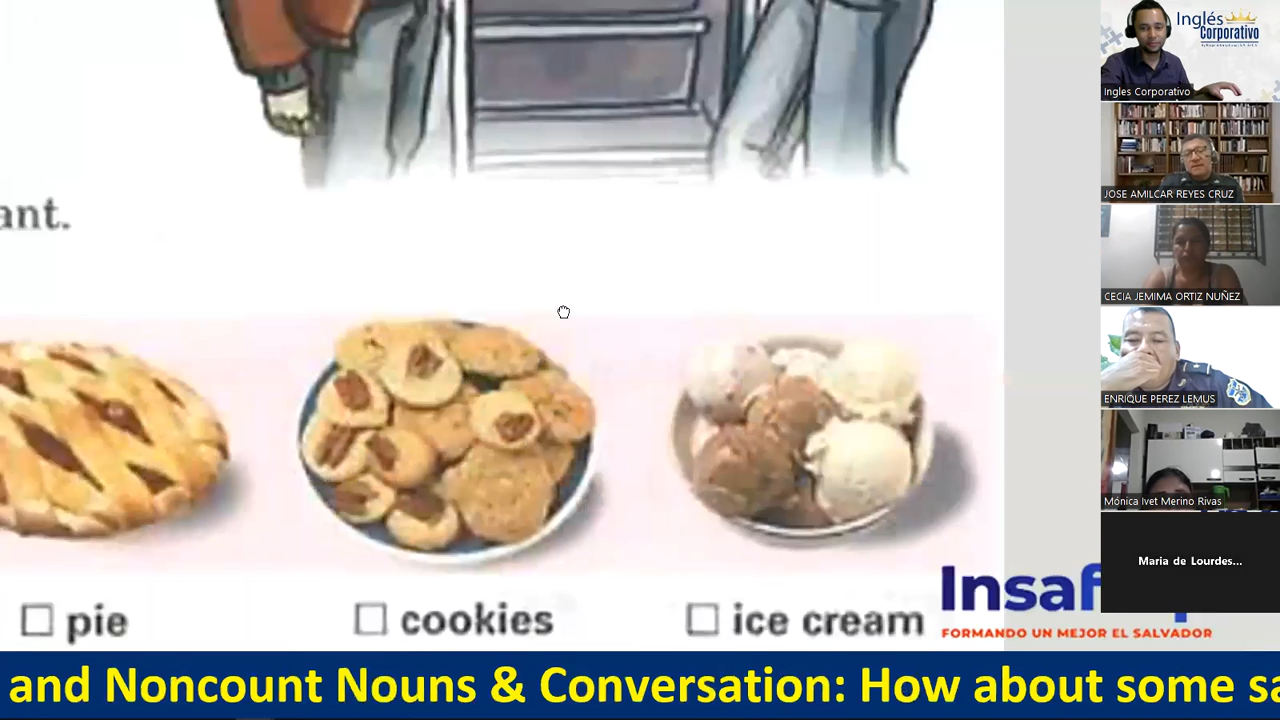 Inglés
Corporativo
Ingles Corporativo
JOSE AMILCAR REYES CRUZ
ant.
CECIA JEMIMA ORTIZ NUÑEZ
ENRIQUE PEREZ LEMUS
Mónica Ivet Merino Rivas
Maria de Lourdes...
☐ pie
☐ cookies
☐ ice cream
Insaf
FORMANDO UN MEJOR EL SALVADOR
and Noncount Nouns & Conversation: How about some sa